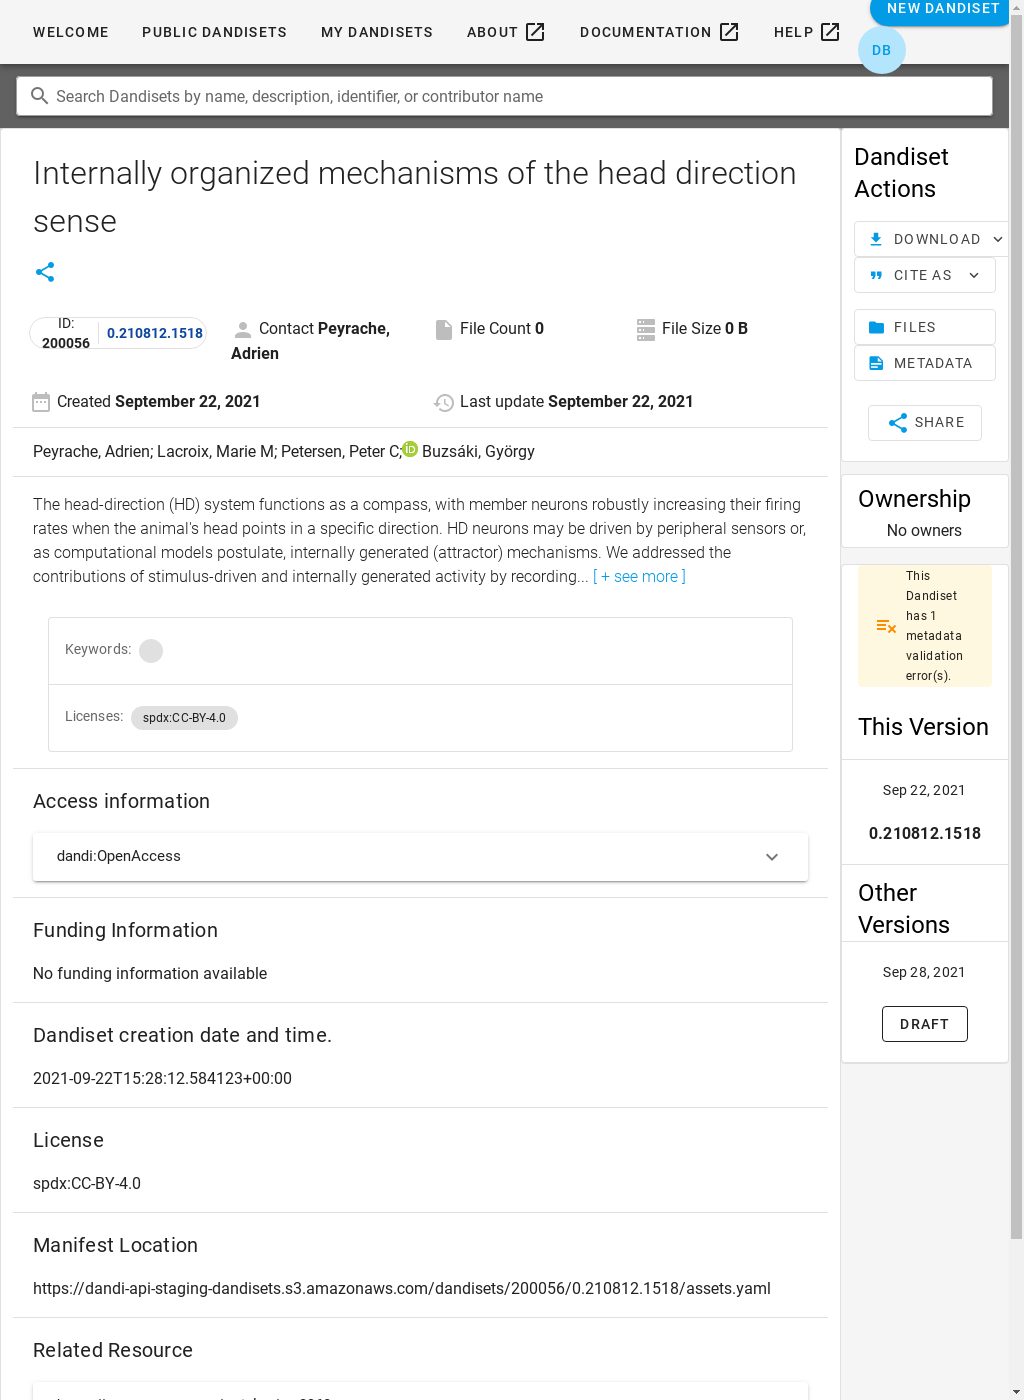 WELCOME
PUBLIC DANDISETS
MY DANDISETS
ABOUT
DOCUMENTATION
HELP
NEW DANDISET
DB
Search Dandisets by name, description, identifier, or contributor name
Internally organized mechanisms of the head direction
sense
ID:
200056
0.210812.1518
Contact Peyrache,
Adrien
File Count 0
File Size 0 B
Created September 22, 2021
Last update September 22, 2021
Peyrache, Adrien; Lacroix, Marie M; Petersen, Peter C; iD Buzsáki, György
The head-direction (HD) system functions as a compass, with member neurons robustly increasing their firing
rates when the animal's head points in a specific direction. HD neurons may be driven by peripheral sensors or,
as computational models postulate, internally generated (attractor) mechanisms. We addressed the
contributions of stimulus-driven and internally generated activity by recording... [ + see more ]
Keywords:
Licenses: spdx:CC-BY-4.0
Access information
dandi:OpenAccess
Funding Information
No funding information available
Dandiset creation date and time.
2021-09-22T15:28:12.584123+00:00
License
spdx:CC-BY-4.0
Manifest Location
https://dandi-api-staging-dandisets.s3.amazonaws.com/dandisets/200056/0.210812.1518/assets.yaml
Related Resource
Dandiset
Actions
DOWNLOAD
CITE AS
FILES
METADATA
SHARE
Ownership
No owners
This
Dandiset
has 1
metadata
validation
error(s).
This Version
Sep 22, 2021
0.210812.1518
Other
Versions
Sep 28, 2021
DRAFT